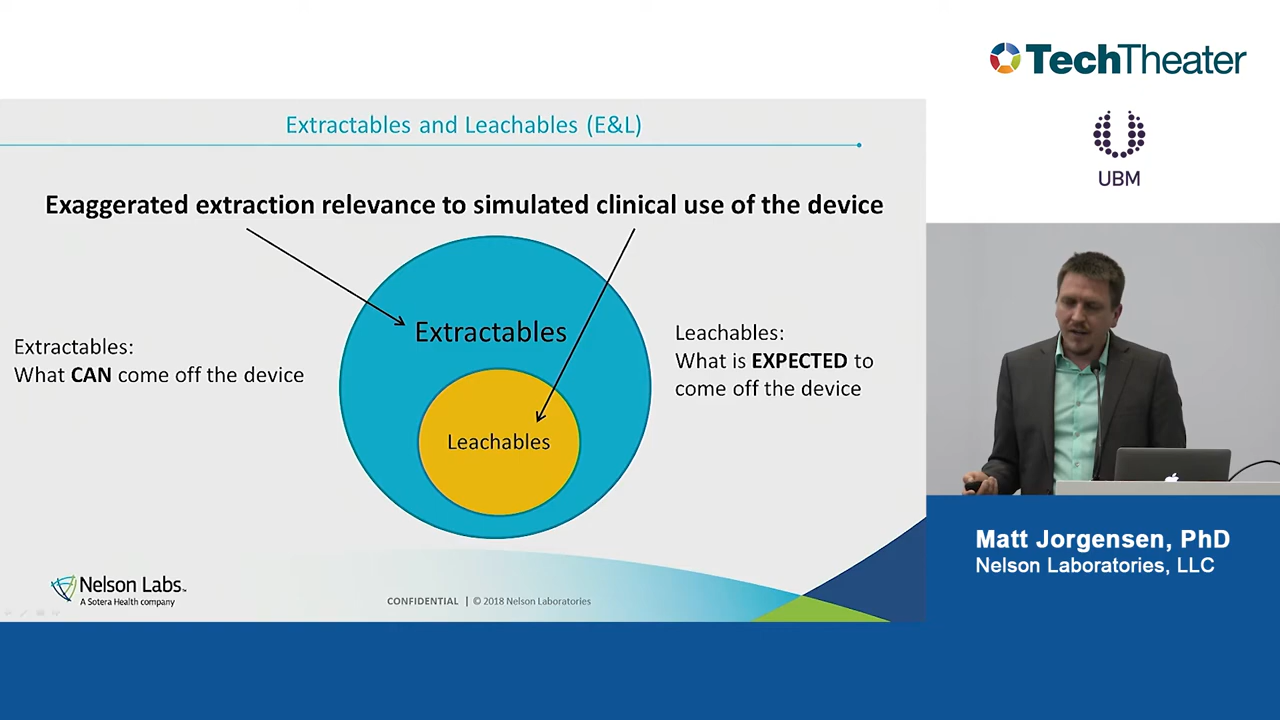 TechTheater
UBM
Extractables and Leachables (E&L)
Exaggerated extraction relevance to simulated clinical use of the device
Extractables:
What CAN come off the device
Extractables
Leachables
Leachables:
What is EXPECTED to
come off the device
Nelson Labs™
A Sotera Health company
CONFIDENTIAL | © 2018 Nelson Laboratories
Matt Jorgensen, PhD
Nelson Laboratories, LLC